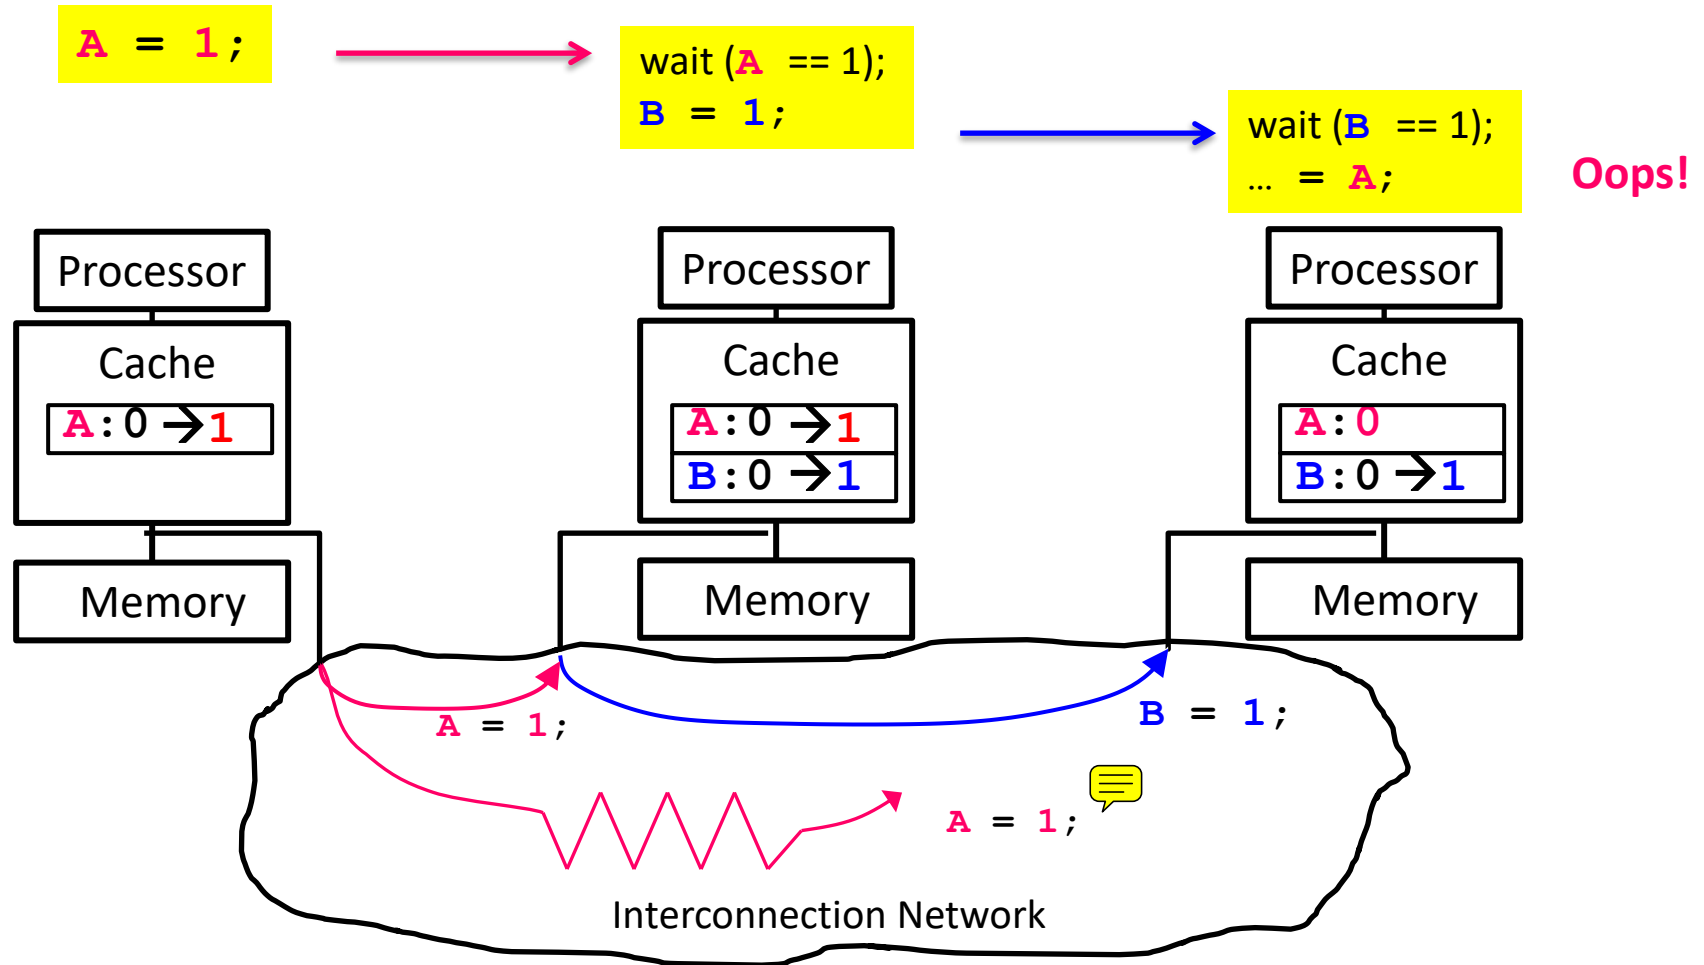 A = 1;
wait (A == 1);
B = 1;
wait (B == 1);
… = A;
Oops!
Processor
Processor
Processor
Cache
Cache
Cache
A:0 →1
A:0 →1
B:0 →1
A:0
B:0 →1
Memory
Memory
Memory
A = 1;
B = 1;
A = 1;
Interconnection Network